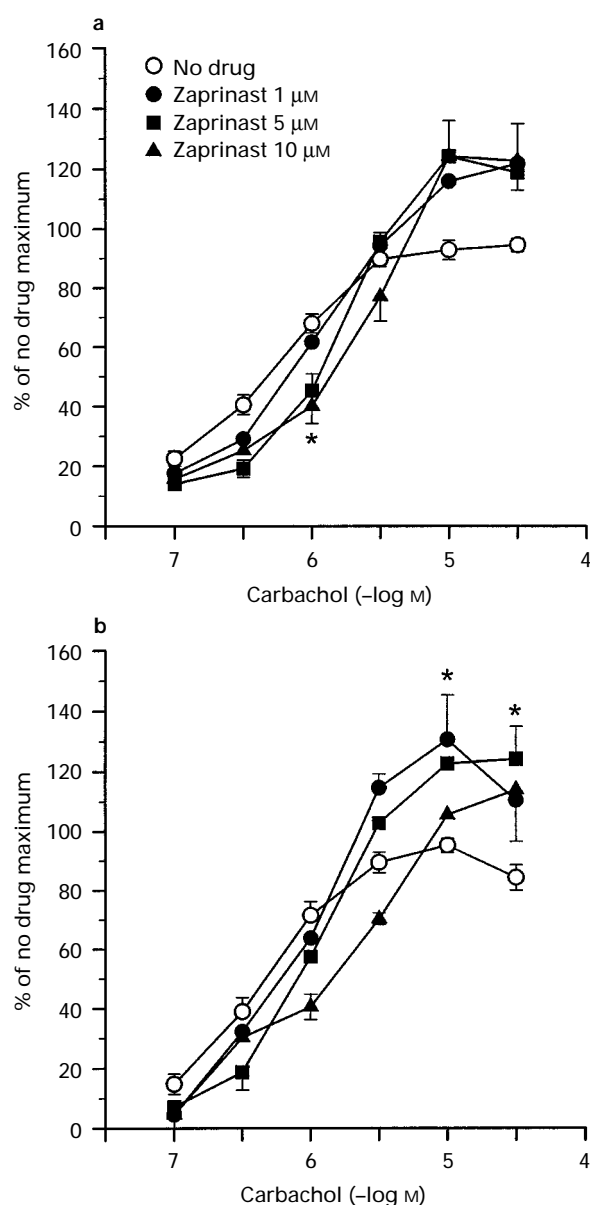 a
160
140
120
100
80
60
40
20
0
No drug
Zaprinast 1 μM
Zaprinast 5 μM
Zaprinast 10 μM
% of no drug maximum
*
7 6 5 4
Carbachol (–log M)
b
160
140
120
100
80
60
40
20
0
% of no drug maximum
* *
7 6 5 4
Carbachol (–log M)